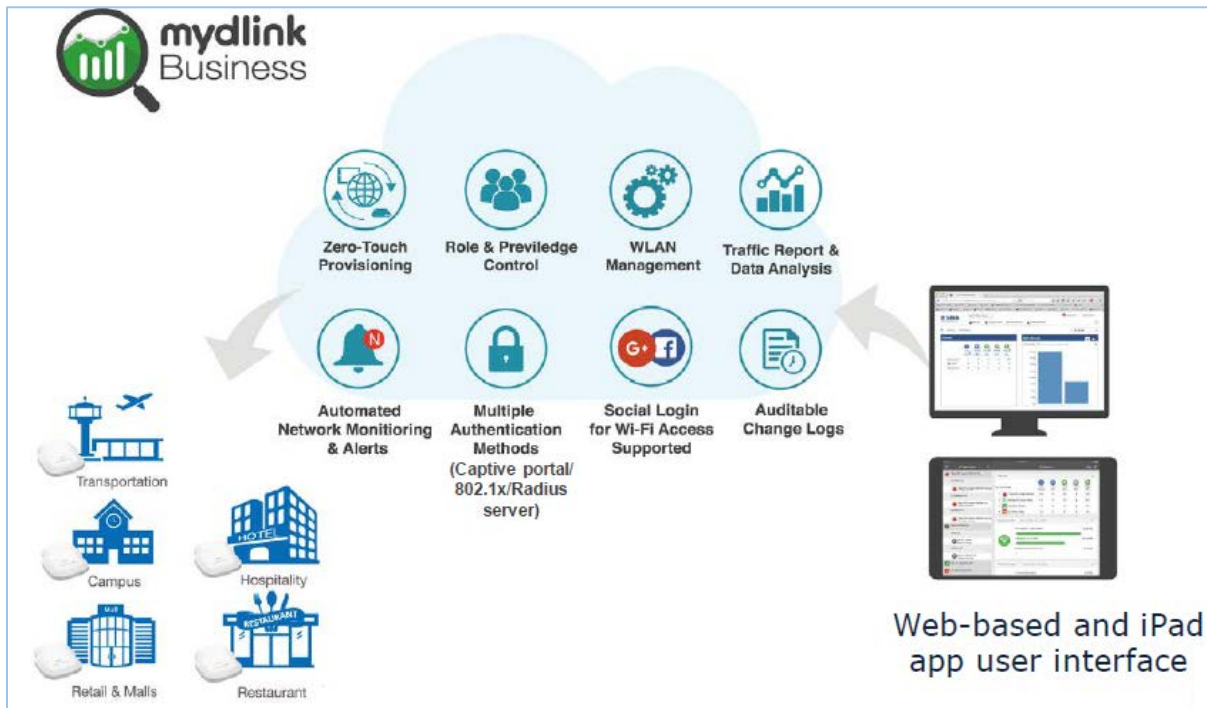 mydlink
Business
Zero-Touch
Provisioning
Role & Previledge
Control
WLAN
Management
Traffic Report &
Data Analysis
N
Automated
Network Monitoring
& Alerts
Multiple
Authentication
Methods
(Captive portal/
802.1x/Radius
server)
G+ f
Social Login
for Wi-Fi Access
Supported
Auditable
Change Logs
Transportation
Campus
HOTEL
Hospitality
Retail & Malls
RESTAURANT
Restaurant
Web-based and iPad
app user interface